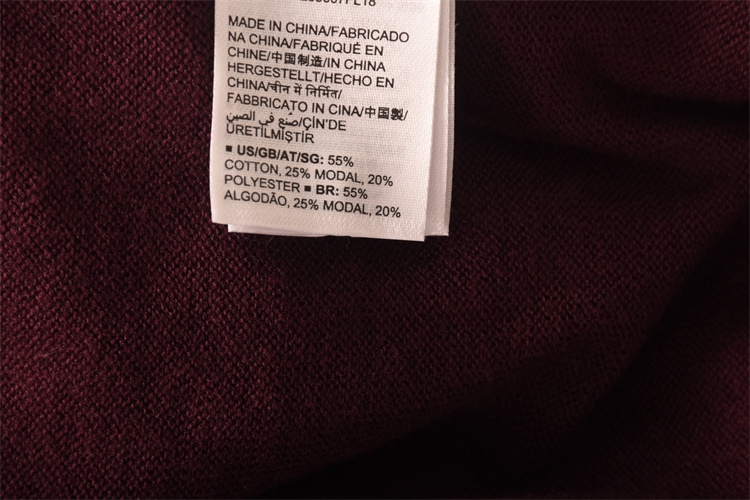 MADE IN CHINA/FABRICADO
NA CHINA/FABRIQUÉ EN
CHINE/中国制造/IN CHINA
HERGESTELLT/HECHO EN
CHINA/चीन में निर्मित/
FABBRICATO IN CINA/中國製/
صُنع في الصين/ÇİN'DE
ÜRETİLMİŞTİR
■ US/GB/AT/SG: 55%
COTTON, 25% MODAL, 20%
POLYESTER ■ BR: 55%
ALGODÃO, 25% MODAL, 20%